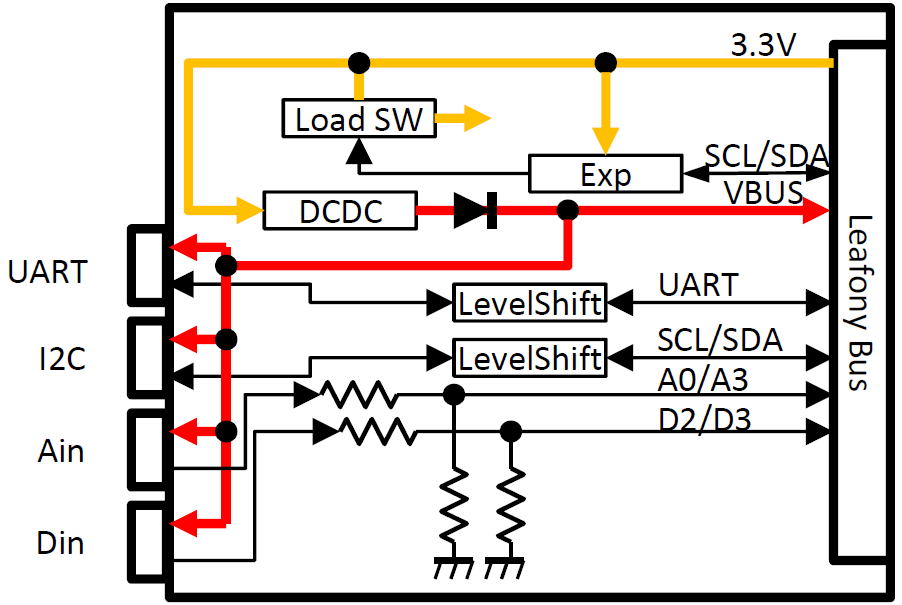 3.3V
Load SW
Exp
SCL/SDA
VBUS
DCDC
UART
UART
LevelShift
I2C
SCL/SDA
LevelShift
A0/A3
D2/D3
Ain
Din
Leafony Bus